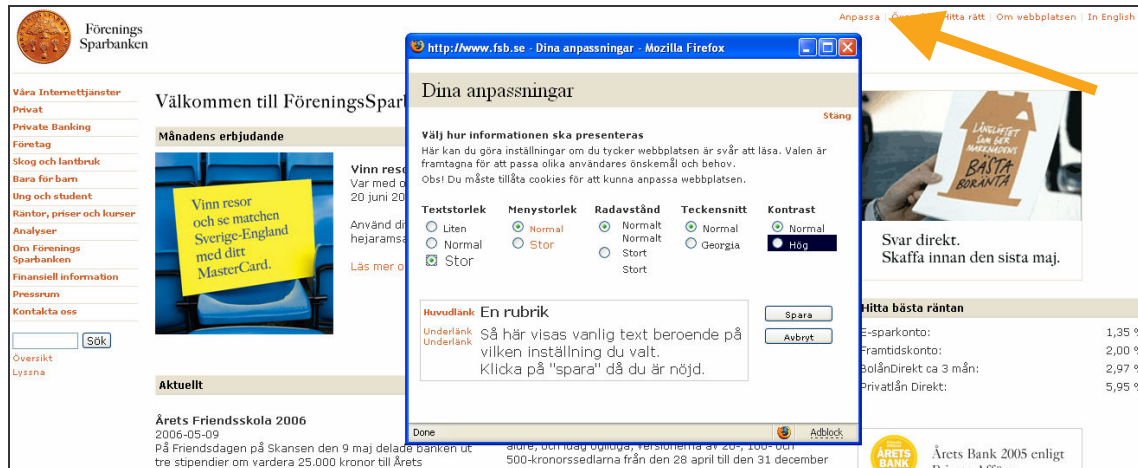 Förenings
Sparbanken
Anpassa
Hitta rätt | Om webbplatsen | In English
Våra Internettjänster
Privat
Private Banking
Företag
Skog och lantbruk
Bara för barn
Ung och student
Räntor, priser och kurser
Analyser
Om Förenings
Sparbanken
Finansiell information
Pressrum
Kontakta oss
Sök
Översikt
Lyssna
Välkommen till FöreningsSpar
Månadens erbjudande
Vinn resor
och se matchen
Sverige-England
med ditt
MasterCard.
Vinn reso
Var med o
20 juni 20
Använd di
hejaramsa
Läs mer o
Aktuellt
Årets Friendsskola 2006
2006-05-09
På Friendsdagen på Skansen den 9 maj delade banken ut
tre stipendier om vardera 25.000 kronor till Årets
http://www.fsb.se - Dina anpassningar - Mozilla Firefox
Dina anpassningar
Stäng
Välj hur informationen ska presenteras
Här kan du göra inställningar om du tycker webbplatsen är svår att läsa. Valen är
framtagna för att passa olika användares önskemål och behov.
Obs! Du måste tillåta cookies för att kunna anpassa webbplatsen.
Textstorlek Menystorlek Radavstånd Teckensnitt Kontrast
Liten Normal Normalt Normal Normal
Normal Stor Normalt Georgia Hög
Stor Stort
Stort
Huvudlänk En rubrik
Underlänk Så här visas vanlig text beroende på
Underlänk vilken inställning du valt.
Klicka på "spara" då du är nöjd.
Spara
Avbryt
Done
Adblock
äldre, och idag ogiltiga, versionerna av 20-, 100- och
500-kronorssedlarna från den 28 april till den 31 december
LÅNGLIFTET
SOM GER
MARKNADENS
BÄSTA
BORÄNTA
Svar direkt.
Skaffa innan den sista maj.
Hitta bästa räntan
E-sparkonto: 1,35 %
Framtidskonto: 2,00 %
BolånDirekt ca 3 mån: 2,97 %
Privatlån Direkt: 5,95 %
ÅRETS
BANK
Årets Bank 2005 enligt